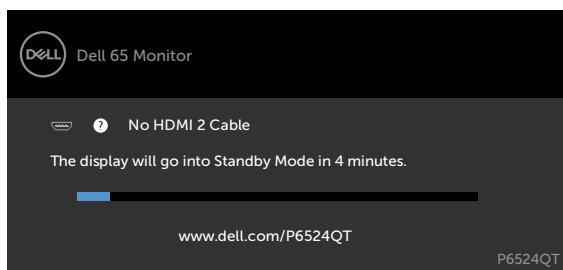 DELL Dell 65 Monitor
? No HDMI 2 Cable
The display will go into Standby Mode in 4 minutes.
www.dell.com/P6524QT
P6524QT